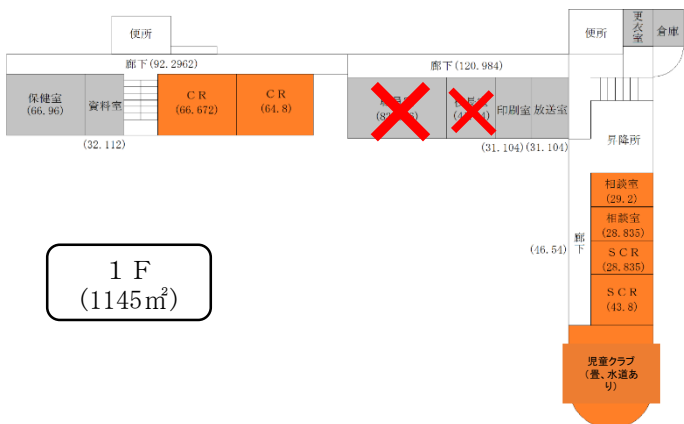 便所
便所
更衣室
倉庫
廊下(92.2962)
廊下(120.984)
保健室
(66.96)
資料室
ＣＲ
(66.672)
ＣＲ
(64.8)
印刷室
放送室
(32.112)
(31.104)
(31.104)
昇降所
相談室
(29.2)
相談室
(28.835)
廊下
(46.54)
ＳＣＲ
(28.835)
ＳＣＲ
(43.8)
１Ｆ
(1145㎡)
児童クラブ
(畳、水道あ
り)